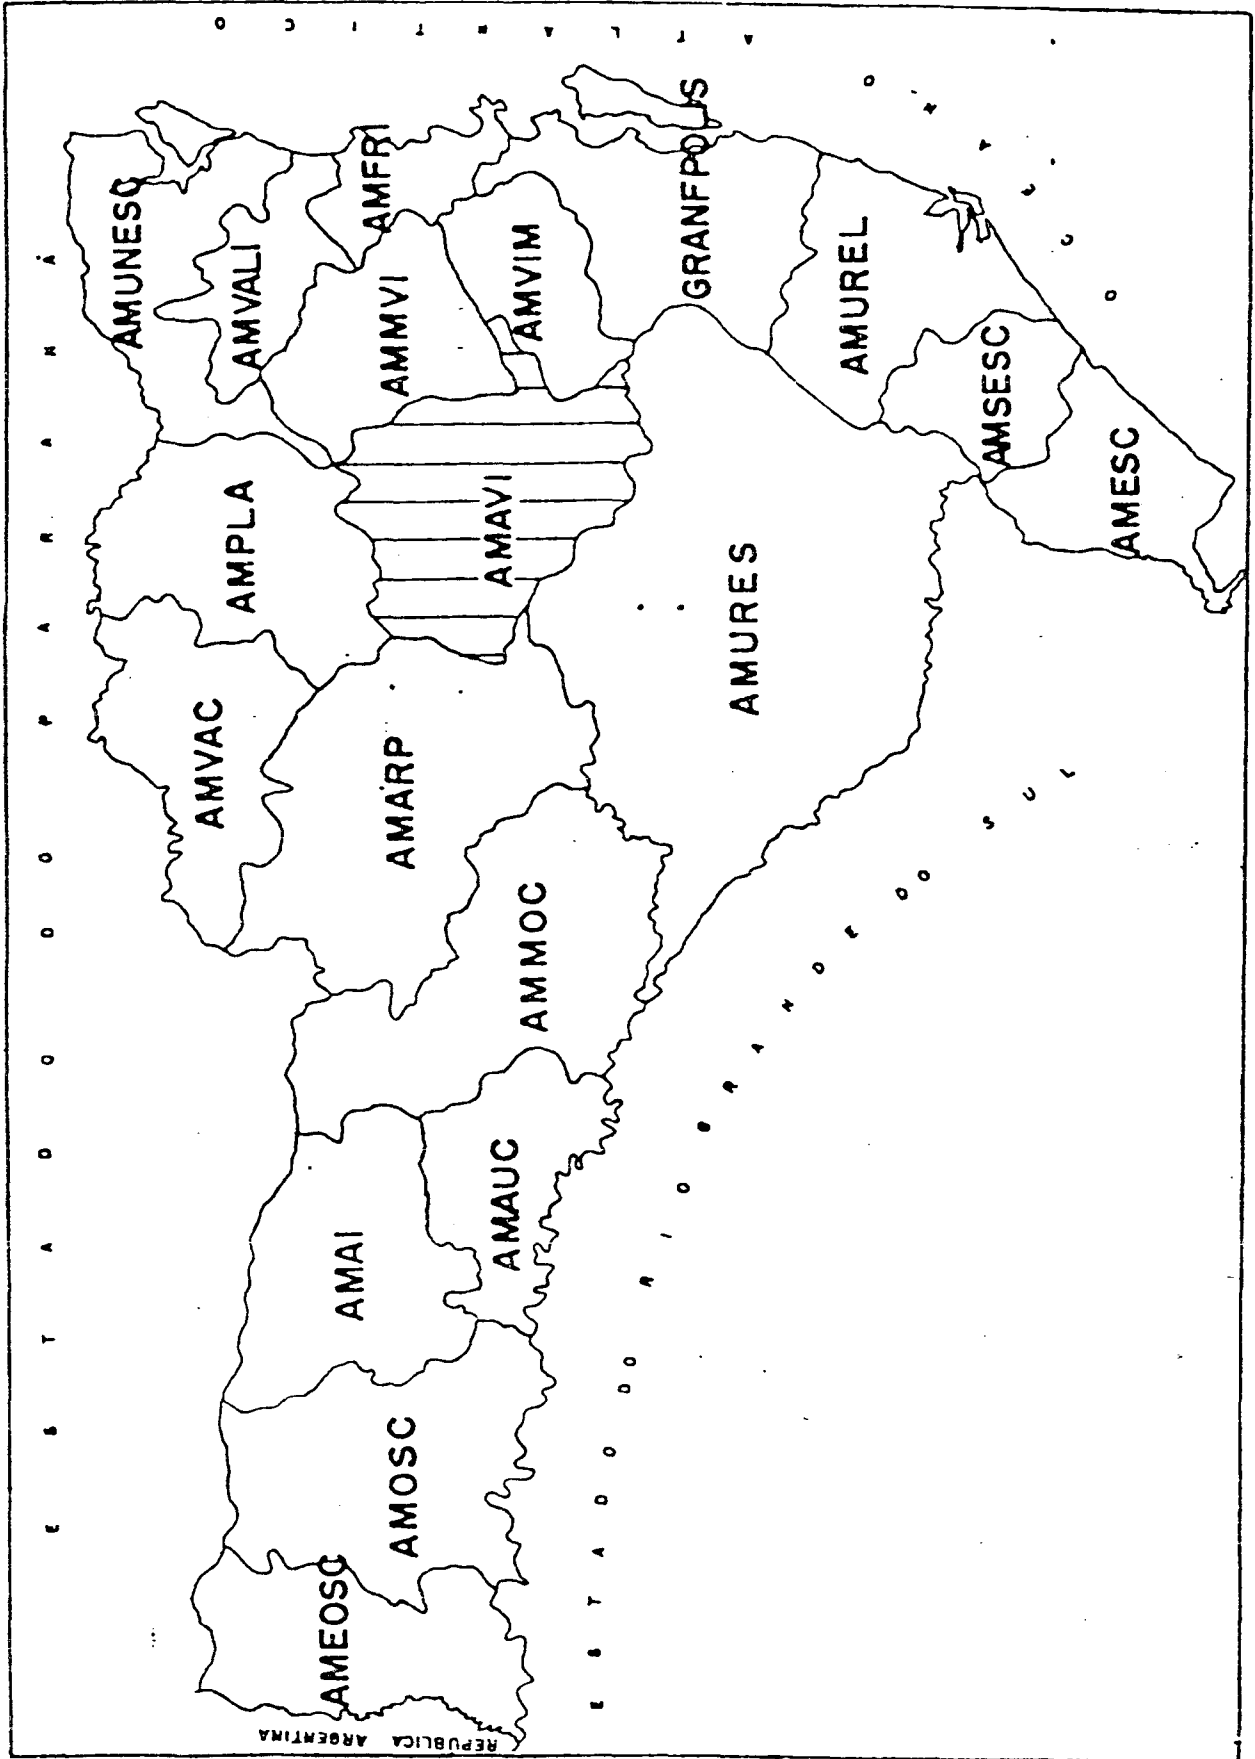 ESTADO DO PARANÁ
REPUBLICA ARGENTINA
AMEOSC
AMOSC
AMAI
AMAUC
AMMOC
AMARP
AMVAC
AMPLA
AMAVI
AMURES
AMUNESC
AMVALI
AMFRI
AMMVI
AMVIM
GRANFPOLIS
AMUREL
AMSESC
AMESC
ESTADO DO RIO GRANDE DO SUL
OCEANO
ATLANTICO